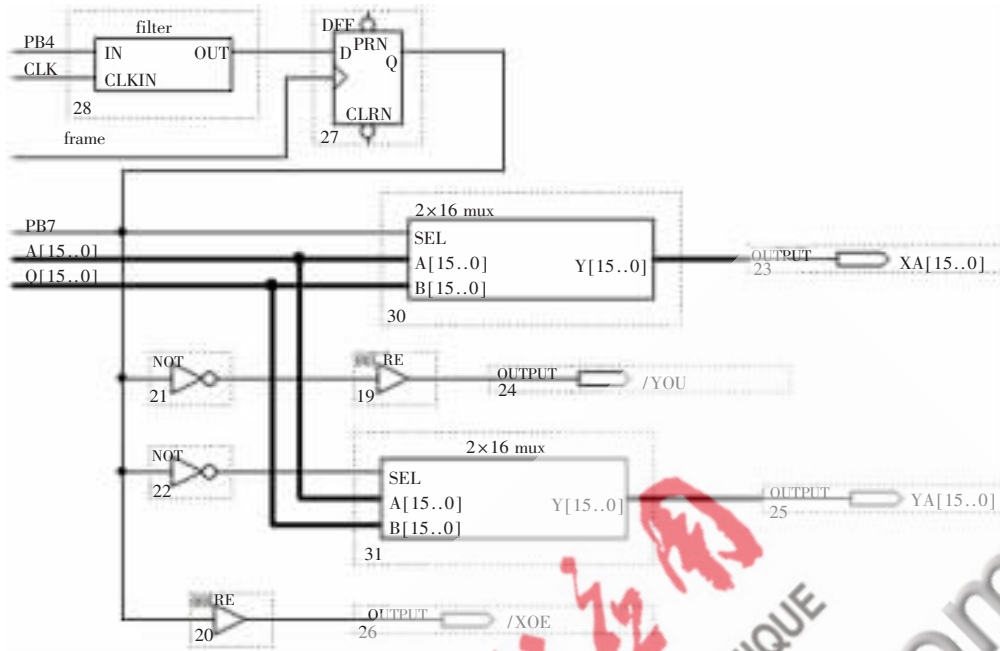 filter
DFF
PB4
IN
OUT
D
PRN
Q
CLK
CLKIN
28
CLRN
27
frame
2×16 mux
PB7
SEL
A[15..0]
A[15..0]
Y[15..0]
OUTPUT
23
XA[15..0]
Q[15..0]
B[15..0]
30
NOT
21
RE
19
OUTPUT
24
/YOU
NOT
22
2×16 mux
SEL
A[15..0]
Y[15..0]
OUTPUT
25
YA[15..0]
B[15..0]
31
RE
20
OUTPUT
26
/XOE
IQUE
om